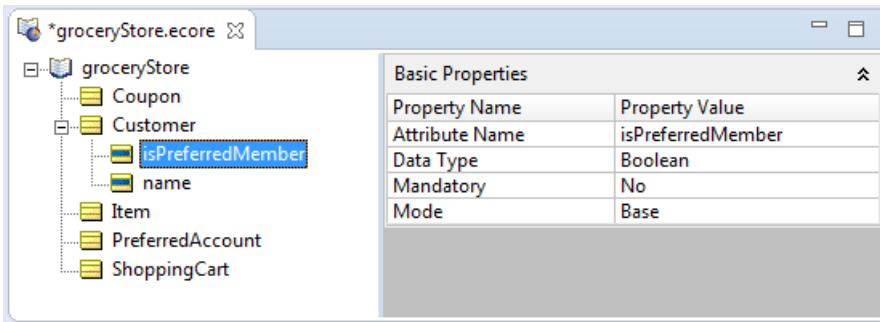 *groceryStore.ecore
groceryStore
Coupon
Customer
isPreferredMember
name
Item
PreferredAccount
ShoppingCart
Basic Properties
Property Name Property Value
Attribute Name isPreferredMember
Data Type Boolean
Mandatory No
Mode Base